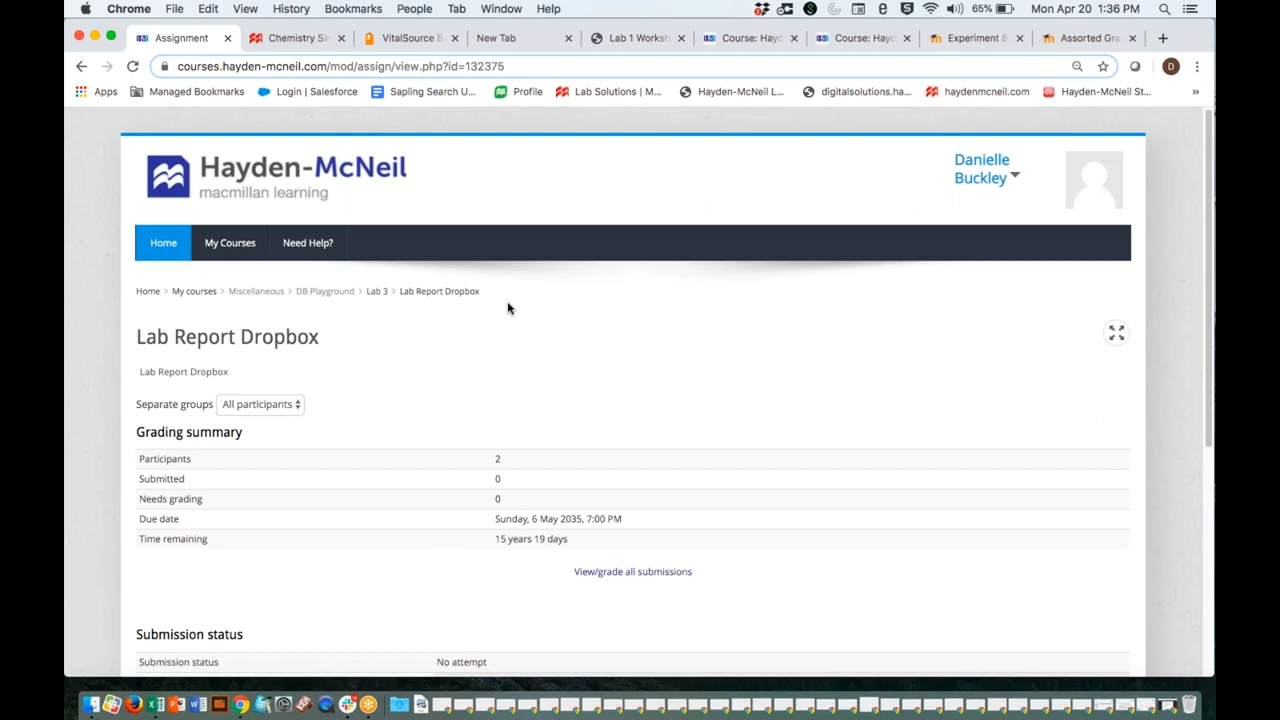 Chrome File Edit View History Bookmarks People Tab Window Help 65% Mon Apr 20 1:36 PM
Assignment Chemistry Si VitalSource B New Tab Lab 1 Worksh Course: Hayd Course: Hayd Experiment B Assorted Gra
courses.hayden-mcneil.com/mod/assign/view.php?id=132375 D
Apps Managed Bookmarks Login | Salesforce Sapling Search U... Profile Lab Solutions | M... Hayden-McNeil L... digitalsolutions.ha... haydenmcneil.com Hayden-McNeil St... »
Hayden-McNeil
macmillan learning
Danielle
Buckley
Home My Courses Need Help?
Home > My courses > Miscellaneous > DB Playground > Lab 3 > Lab Report Dropbox
Lab Report Dropbox
Lab Report Dropbox
Separate groups All participants
Grading summary
Participants 2
Submitted 0
Needs grading 0
Due date Sunday, 6 May 2035, 7:00 PM
Time remaining 15 years 19 days
View/grade all submissions
Submission status
Submission status No attempt